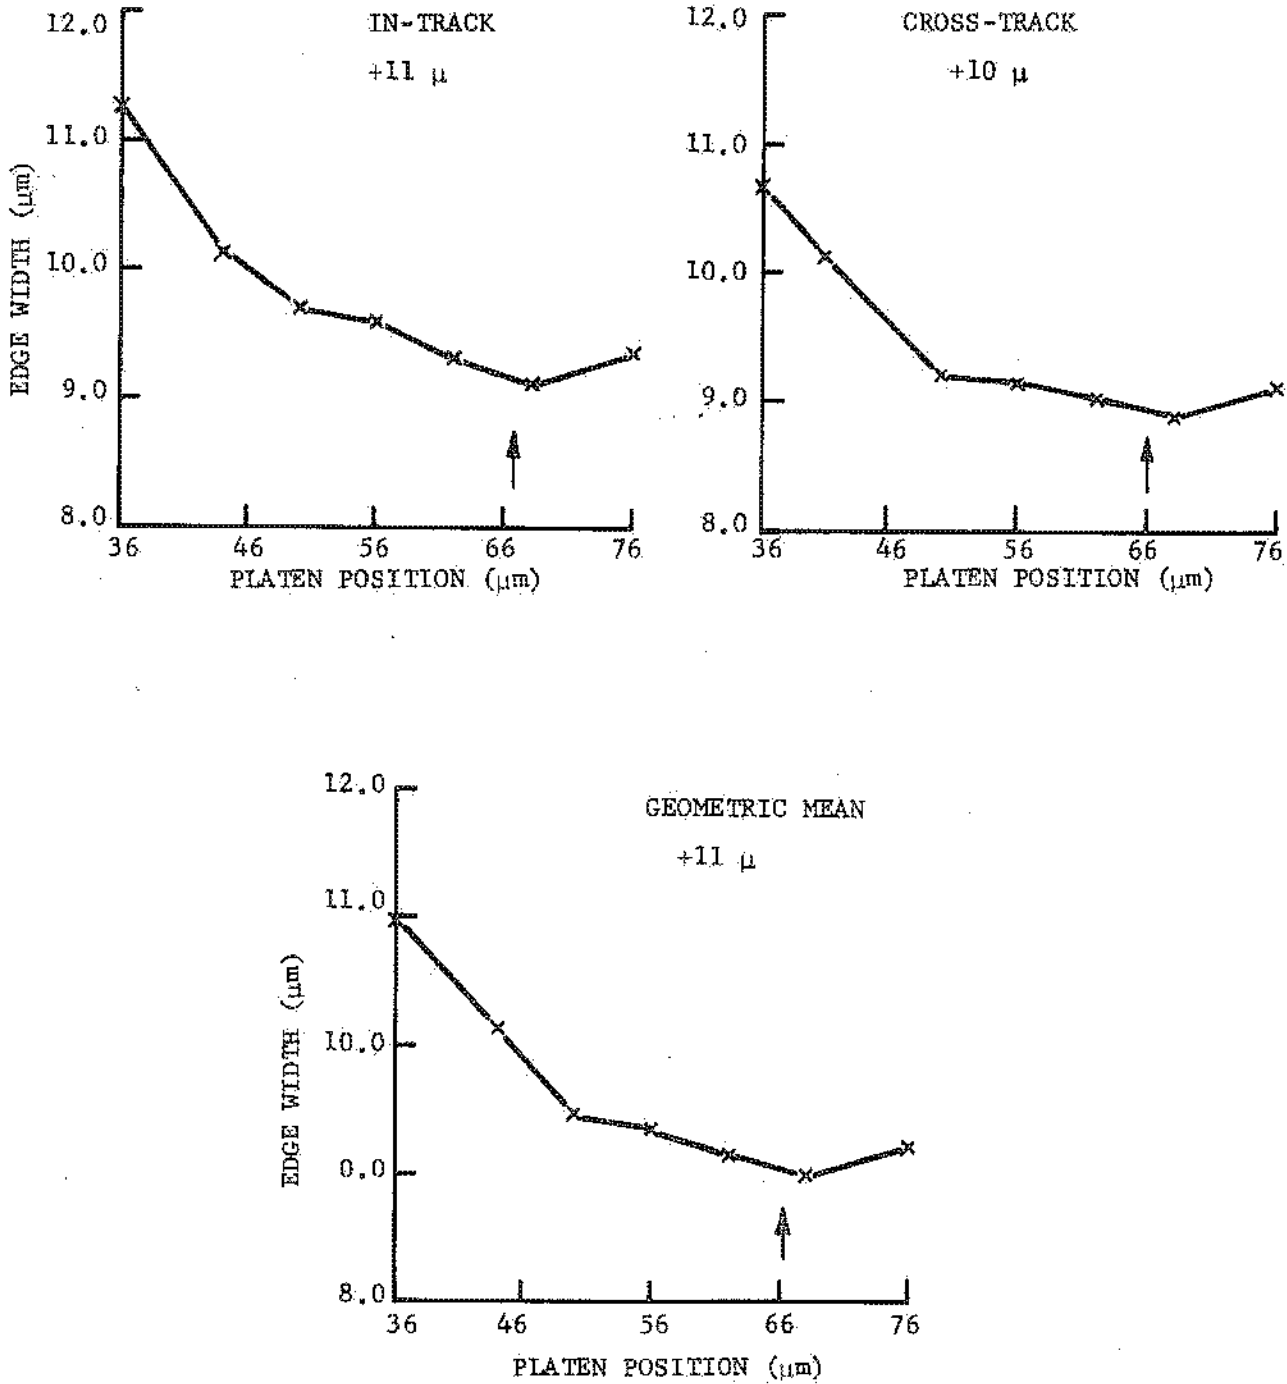 IN-TRACK
+11 μ
12.0
11.0
10.0
9.0
8.0
EDGE WIDTH (μm)
36 46 56 66 76
PLATEN POSITION (μm)
CROSS-TRACK
+10 μ
12.0
11.0
10.0
9.0
8.0
36 46 56 66 76
PLATEN POSITION (μm)
GEOMETRIC MEAN
+11 μ
12.0
11.0
10.0
0.0
8.0
EDGE WIDTH (μm)
36 46 56 66 76
PLATEN POSITION (μm)